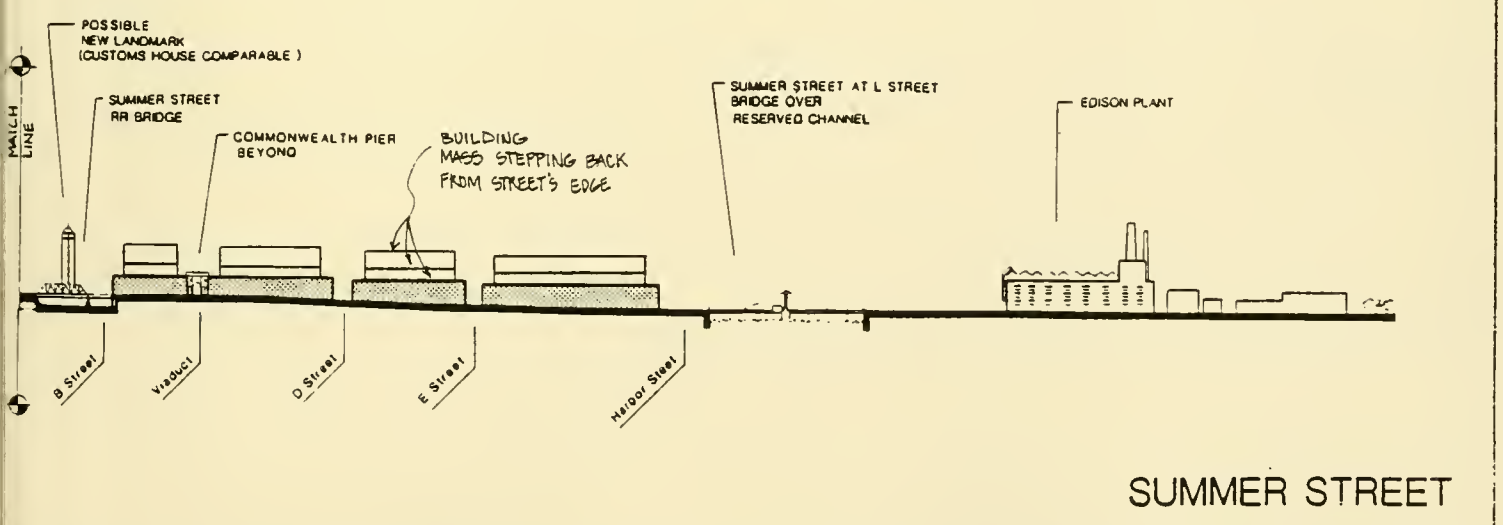 POSSIBLE
NEW LANDMARK
(CUSTOMS HOUSE COMPARABLE )
SUMMER STREET
RR BRIDGE
COMMONWEALTH PIER
BEYOND
BUILDING
MASS STEPPING BACK
FROM STREET'S EDGE
SUMMER STREET AT L STREET
BRIDGE OVER
RESERVED CHANNEL
EDISON PLANT
MATCH
LINE
B Street
Viaduct
D Street
E Street
Harbor Steet
SUMMER STREET